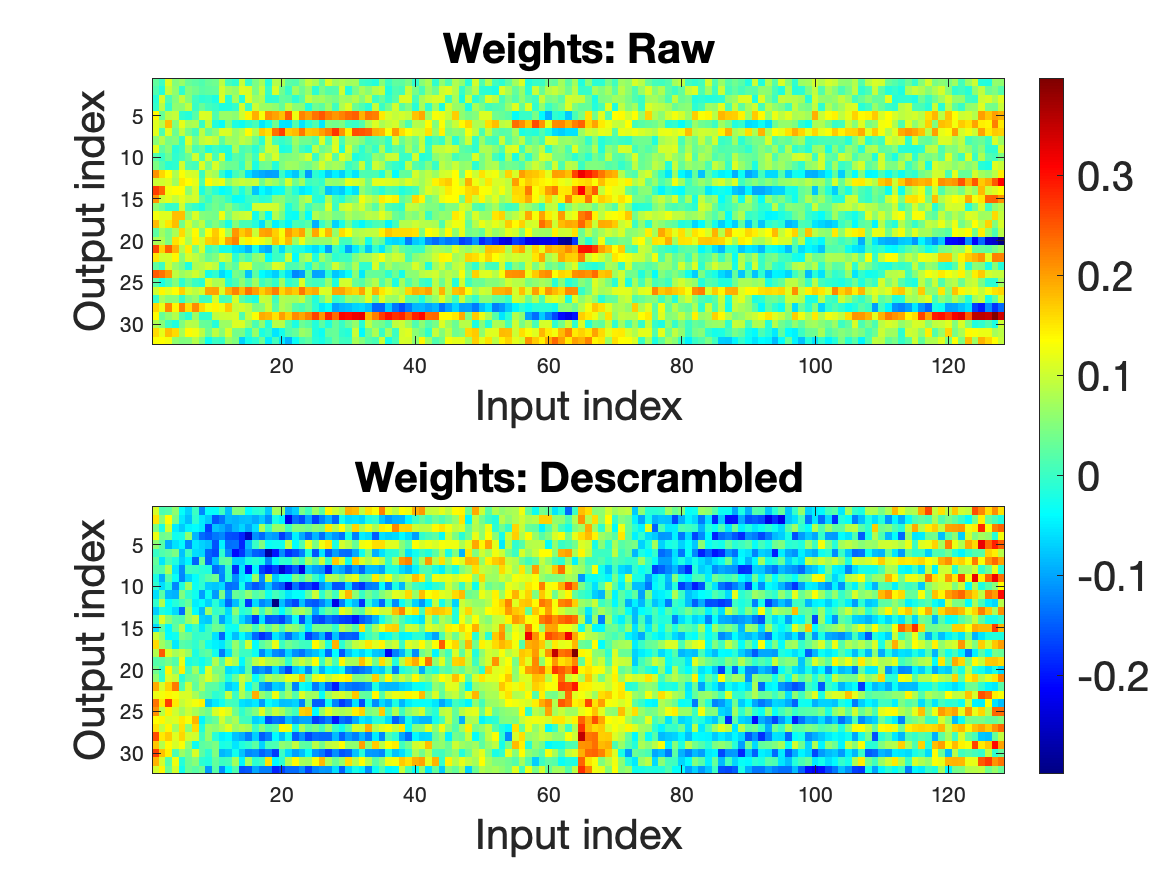 Weights: Raw
Output index
5
10
15
20
25
30
20 40 60 80 100 120
Input index
Weights: Descrambled
Output index
5
10
15
20
25
30
20 40 60 80 100 120
Input index
0.3
0.2
0.1
0
-0.1
-0.2